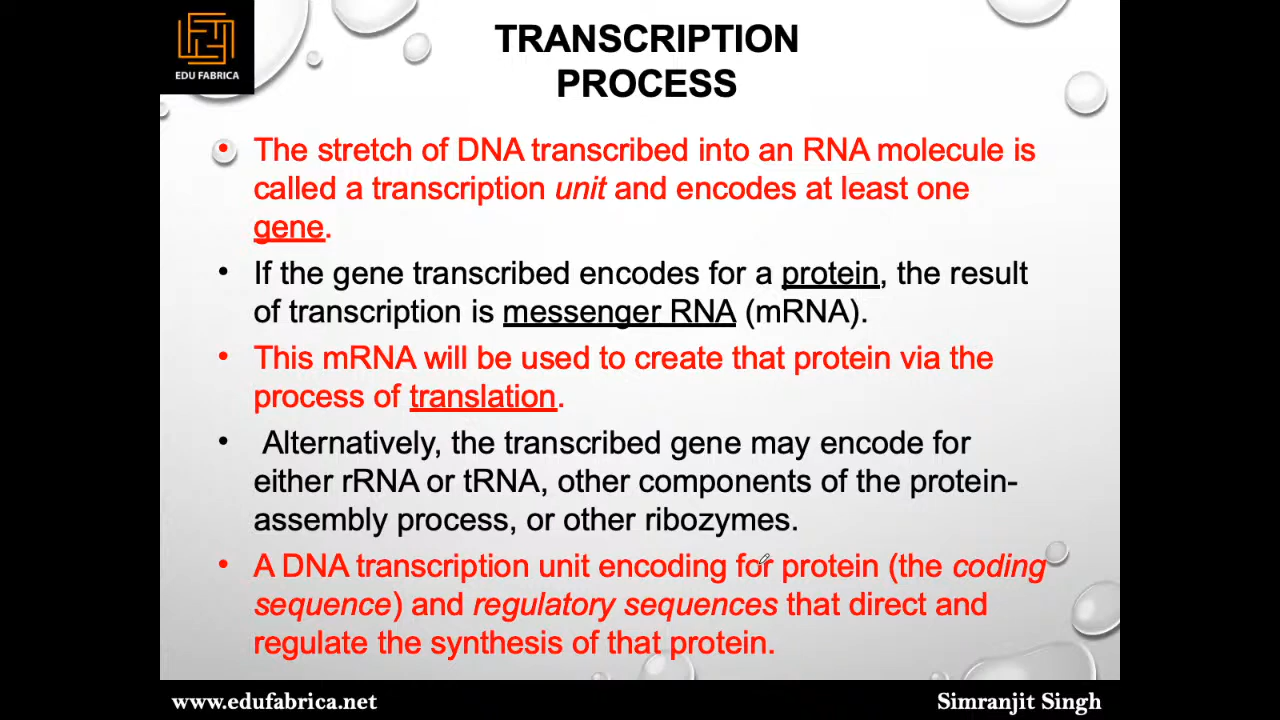 EDU FABRICA
TRANSCRIPTION
PROCESS
• The stretch of DNA transcribed into an RNA molecule is
called a transcription unit and encodes at least one
gene.
• If the gene transcribed encodes for a protein, the result
of transcription is messenger RNA (mRNA).
• This mRNA will be used to create that protein via the
process of translation.
• Alternatively, the transcribed gene may encode for
either rRNA or tRNA, other components of the protein-
assembly process, or other ribozymes.
• A DNA transcription unit encoding for protein (the coding
sequence) and regulatory sequences that direct and
regulate the synthesis of that protein.
www.edufabrica.net
Simranjit Singh